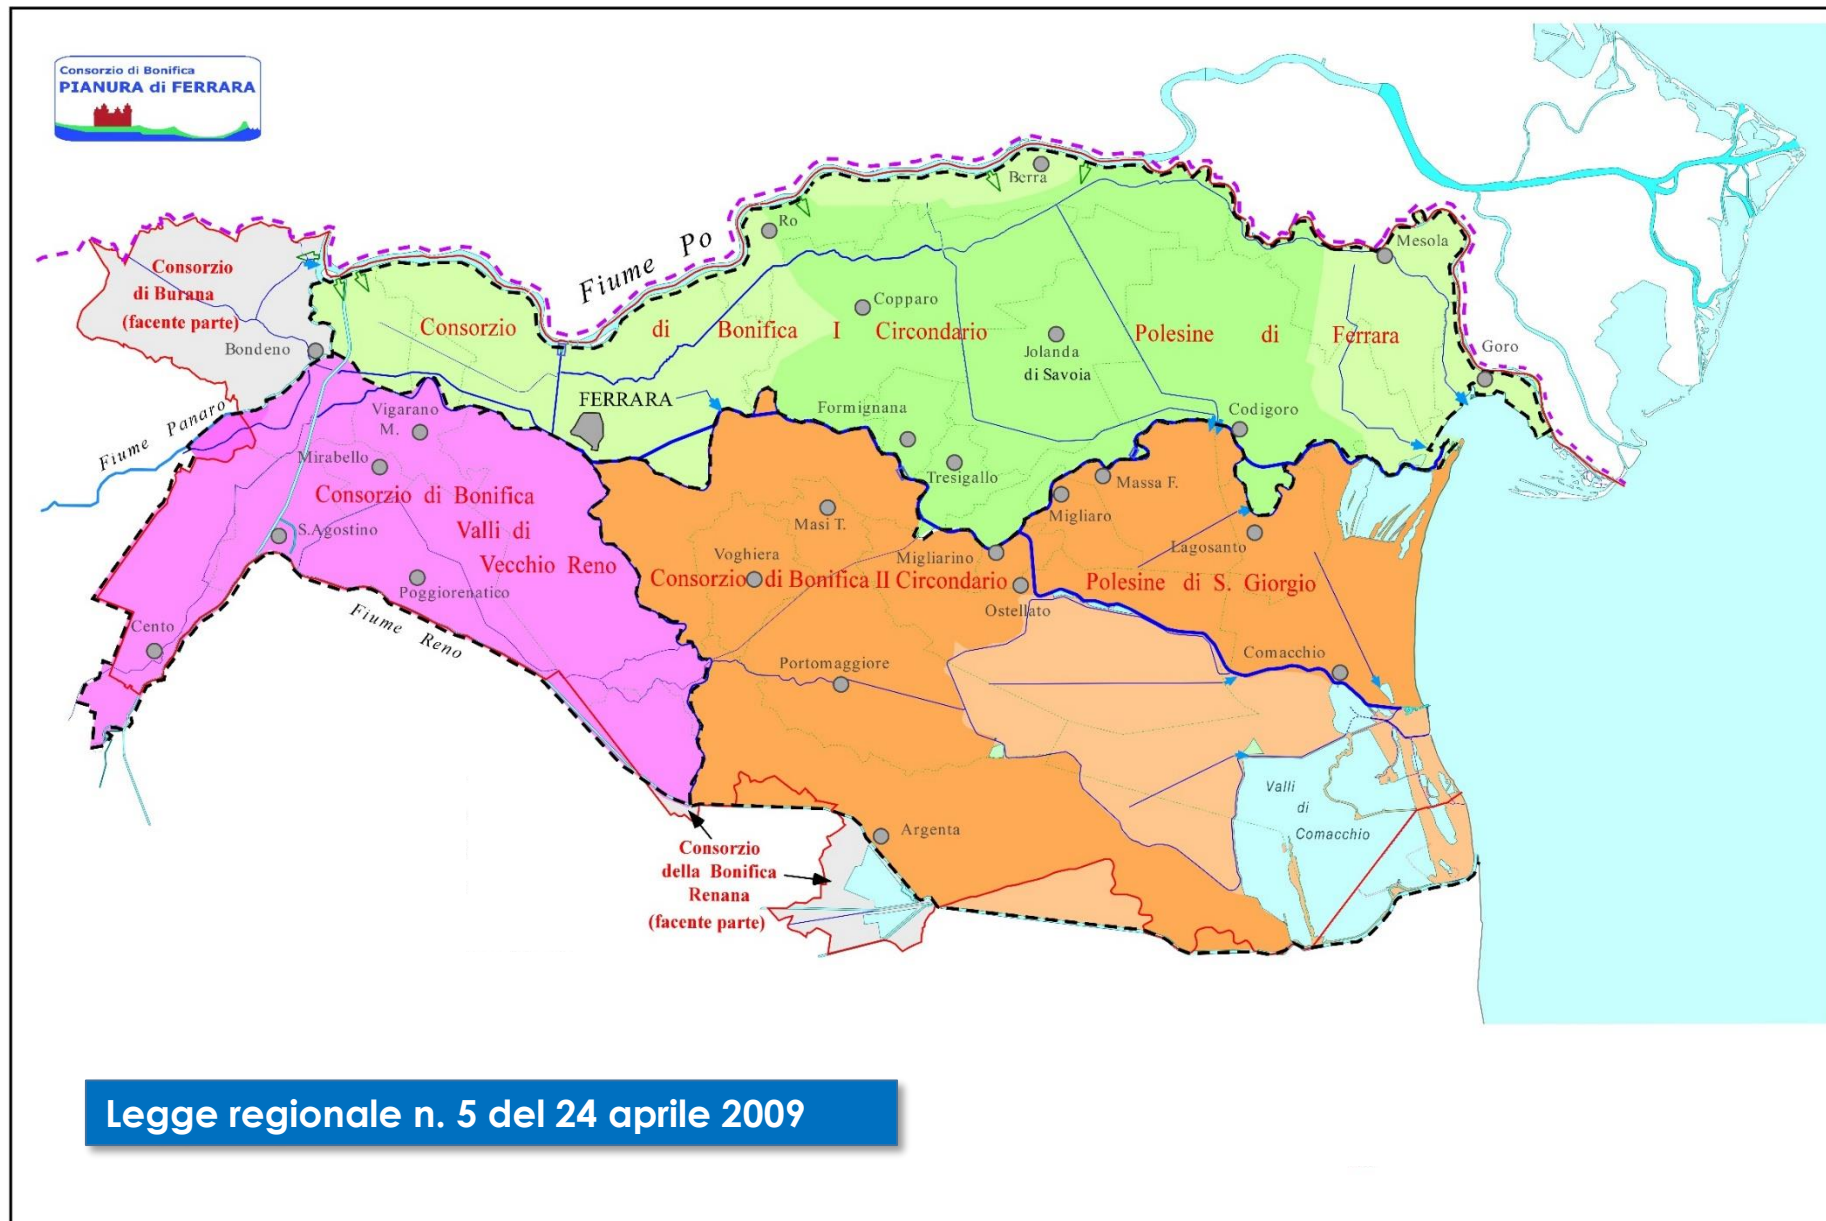 Consorzio di Bonifica
PIANURA di FERRARA
Berra
Ro
Fiume Po
Mesola
Consorzio
di Burana
(facente parte)
Copparo
Consorzio di Bonifica I Circondario Polesine di Ferrara
Bondeno
Jolanda
di Savoia
Goro
FERRARA
Formignana
Codigoro
Vigarano
M.
Fiume Panaro
Mirabello
Tresigallo
Massa F.
Consorzio di Bonifica
Valli di
Vecchio Reno
Migliaro
Masi T.
S.Agostino
Lagosanto
Voghiera
Migliarino
Consorzio di Bonifica II Circondario Polesine di S. Giorgio
Poggiorenatico
Ostellato
Fiume Reno
Cento
Portomaggiore
Comacchio
Valli
di
Comacchio
Argenta
Consorzio
della Bonifica
Renana
(facente parte)
Legge regionale n. 5 del 24 aprile 2009